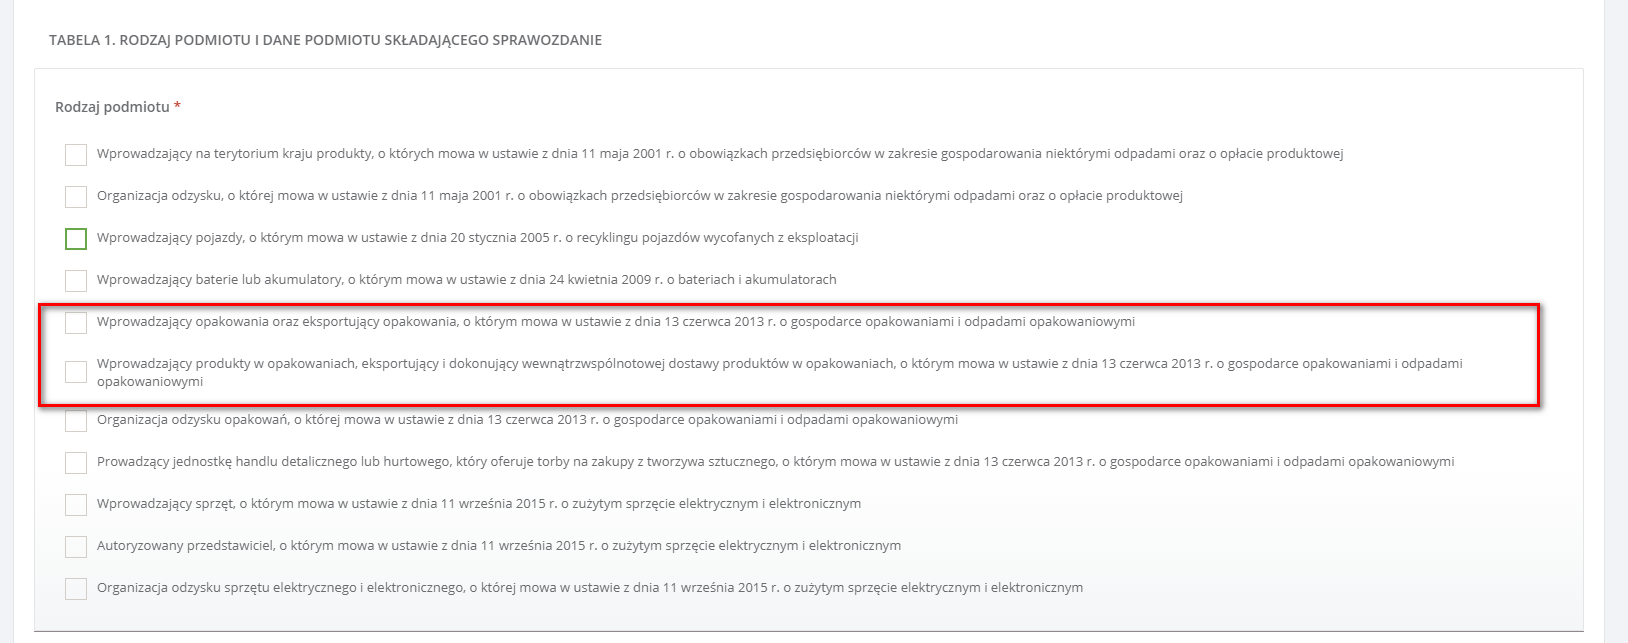 TABELA 1. RODZAJ PODMIOTU I DANE PODMIOTU SKŁADAJĄCEGO SPRAWOZDANIE
Rodzaj podmiotu *
Wprowadzający na terytorium kraju produkty, o których mowa w ustawie z dnia 11 maja 2001 r. o obowiązkach przedsiębiorców w zakresie gospodarowania niektórymi odpadami oraz o opłacie produktowej
Organizacja odzysku, o której mowa w ustawie z dnia 11 maja 2001 r. o obowiązkach przedsiębiorców w zakresie gospodarowania niektórymi odpadami oraz o opłacie produktowej
Wprowadzający pojazdy, o którym mowa w ustawie z dnia 20 stycznia 2005 r. o recyklingu pojazdów wycofanych z eksploatacji
Wprowadzający baterie lub akumulatory, o którym mowa w ustawie z dnia 24 kwietnia 2009 r. o bateriach i akumulatorach
Wprowadzający opakowania oraz eksportujący opakowania, o którym mowa w ustawie z dnia 13 czerwca 2013 r. o gospodarce opakowaniami i odpadami opakowaniowymi
Wprowadzający produkty w opakowaniach, eksportujący i dokonujący wewnątrzwspólnotowej dostawy produktów w opakowaniach, o którym mowa w ustawie z dnia 13 czerwca 2013 r. o gospodarce opakowaniami i odpadami
opakowaniowymi
Organizacja odzysku opakowań, o której mowa w ustawie z dnia 13 czerwca 2013 r. o gospodarce opakowaniami i odpadami opakowaniowymi
Prowadzący jednostkę handlu detalicznego lub hurtowego, który oferuje torby na zakupy z tworzywa sztucznego, o którym mowa w ustawie z dnia 13 czerwca 2013 r. o gospodarce opakowaniami i odpadami opakowaniowymi
Wprowadzający sprzęt, o którym mowa w ustawie z dnia 11 września 2015 r. o zużytym sprzęcie elektrycznym i elektronicznym
Autoryzowany przedstawiciel, o którym mowa w ustawie z dnia 11 września 2015 r. o zużytym sprzęcie elektrycznym i elektronicznym
Organizacja odzysku sprzętu elektrycznego i elektronicznego, o której mowa w ustawie z dnia 11 września 2015 r. o zużytym sprzęcie elektrycznym i elektronicznym